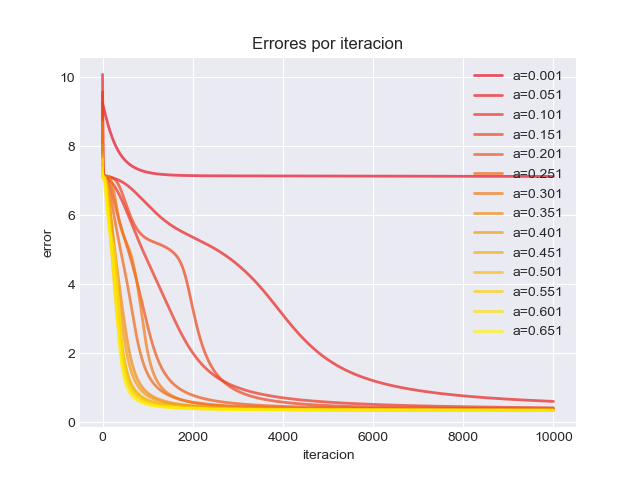 Errores por iteracion
10
8
6
4
2
0
error
0 2000 4000 6000 8000 10000
iteracion
a=0.001
a=0.051
a=0.101
a=0.151
a=0.201
a=0.251
a=0.301
a=0.351
a=0.401
a=0.451
a=0.501
a=0.551
a=0.601
a=0.651